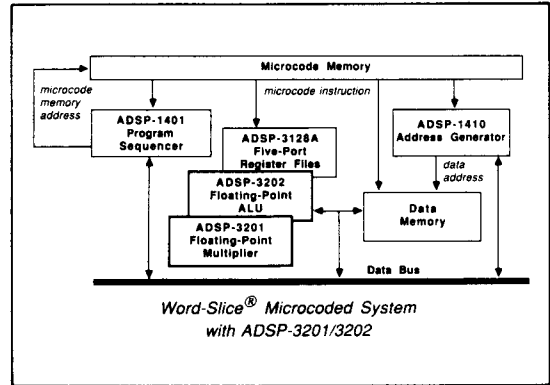 Microcode Memory
microcode
memory
address
microcode instruction
ADSP-1401
Program
Sequencer
ADSP-3128A
Five-Port
Register Files
ADSP-1410
Address Generator
ADSP-3202
Floating-Point
ALU
data
address
ADSP-3201
Floating-Point
Multiplier
Data
Memory
Data Bus
Word-Slice® Microcoded System
with ADSP-3201/3202